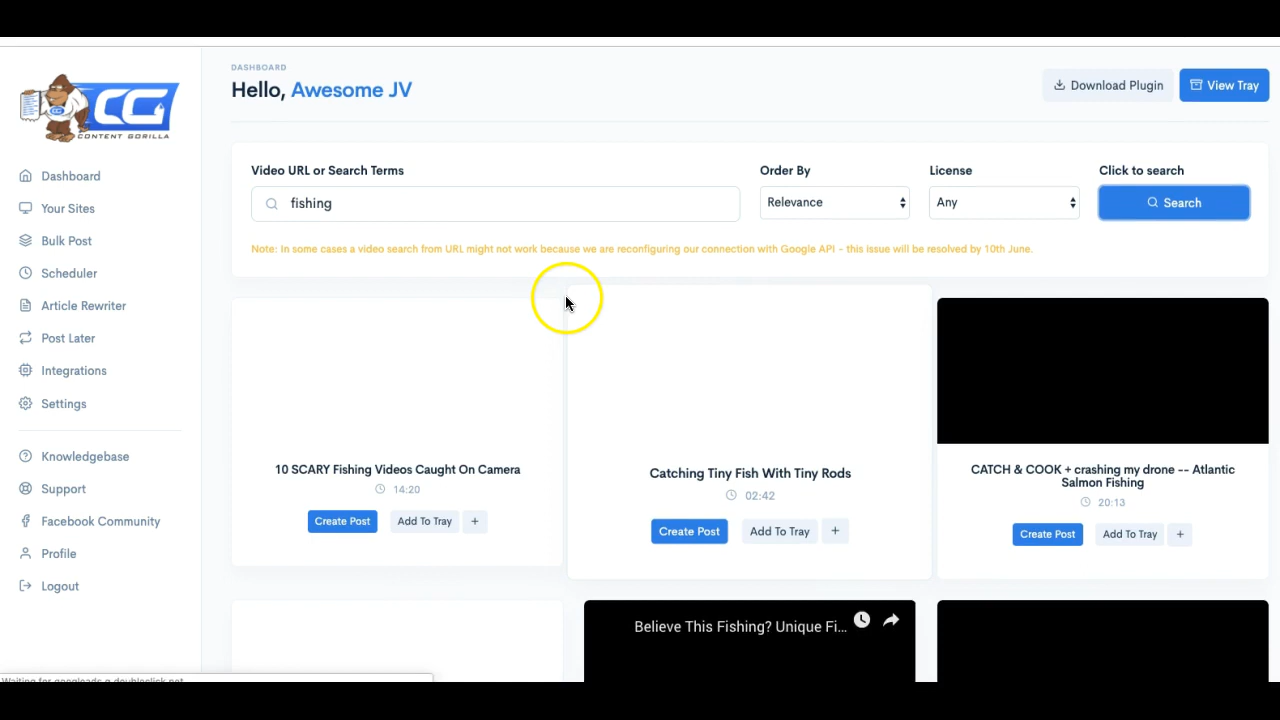 DASHBOARD
Hello, Awesome JV
Download Plugin
View Tray
CG
CONTENT GORILLA
Dashboard
Your Sites
Bulk Post
Scheduler
Article Rewriter
Post Later
Integrations
Settings
Knowledgebase
Support
Facebook Community
Profile
Logout
Video URL or Search Terms
Order By
License
Click to search
fishing
Relevance
Any
Search
Note: In some cases a video search from URL might not work because we are reconfiguring our connection with Google API - this issue will be resolved by 10th June.
10 SCARY Fishing Videos Caught On Camera
14:20
Create Post
Add To Tray
+
Catching Tiny Fish With Tiny Rods
02:42
Create Post
Add To Tray
+
CATCH & COOK + crashing my drone -- Atlantic
Salmon Fishing
20:13
Create Post
Add To Tray
+
Believe This Fishing? Unique Fi...
Waiting for googleads.g.doubleclick.net